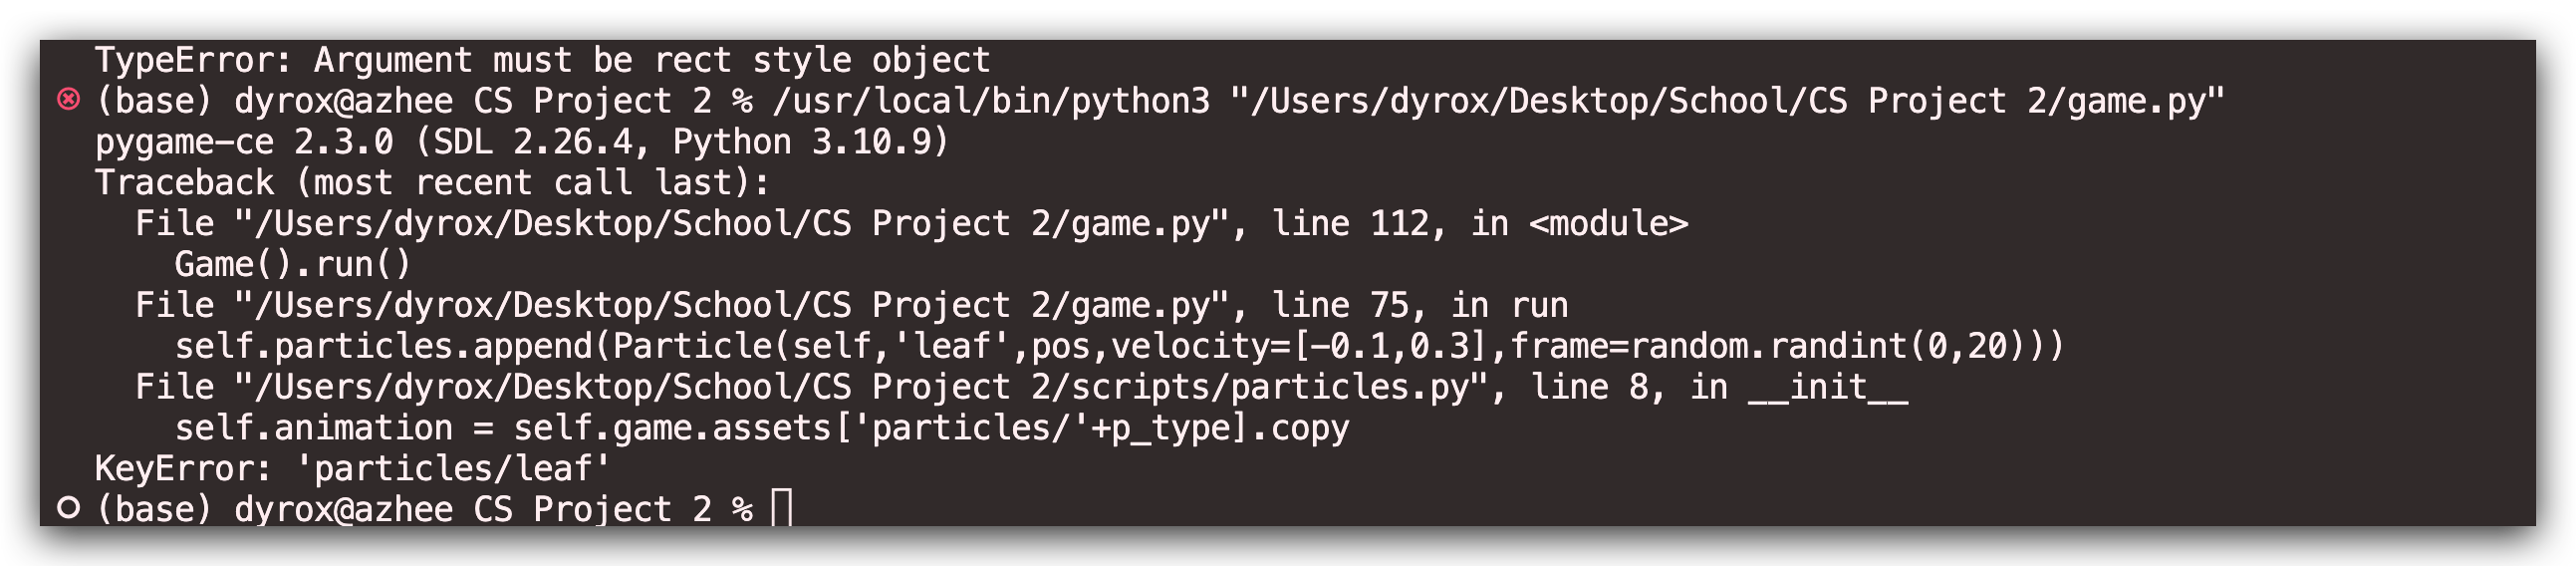 TypeError: Argument must be rect style object
(base) dyrox@azhee CS Project 2 % /usr/local/bin/python3 "/Users/dyrox/Desktop/School/CS Project 2/game.py"
pygame-ce 2.3.0 (SDL 2.26.4, Python 3.10.9)
Traceback (most recent call last):
  File "/Users/dyrox/Desktop/School/CS Project 2/game.py", line 112, in <module>
    Game().run()
  File "/Users/dyrox/Desktop/School/CS Project 2/game.py", line 75, in run
    self.particles.append(Particle(self,'leaf',pos,velocity=[-0.1,0.3],frame=random.randint(0,20)))
  File "/Users/dyrox/Desktop/School/CS Project 2/scripts/particles.py", line 8, in __init__
    self.animation = self.game.assets['particles/'+p_type].copy
KeyError: 'particles/leaf'
(base) dyrox@azhee CS Project 2 %